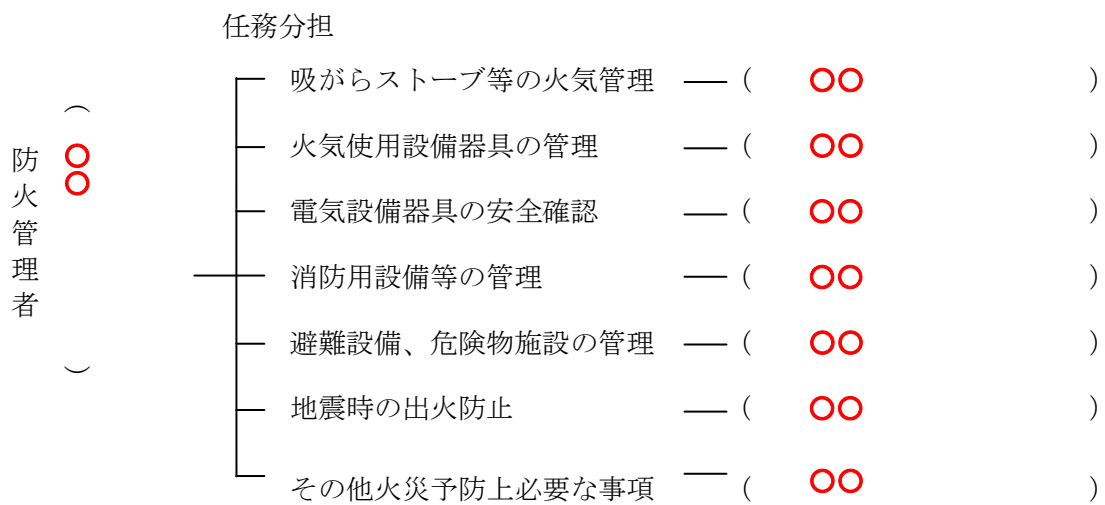 任務分担
防火管理者（〇〇）
吸がらストーブ等の火気管理 ―（ 〇〇 ）
火気使用設備器具の管理 ―（ 〇〇 ）
電気設備器具の安全確認 ―（ 〇〇 ）
消防用設備等の管理 ―（ 〇〇 ）
避難設備、危険物施設の管理 ―（ 〇〇 ）
地震時の出火防止 ―（ 〇〇 ）
その他火災予防上必要な事項 ―（ 〇〇 ）